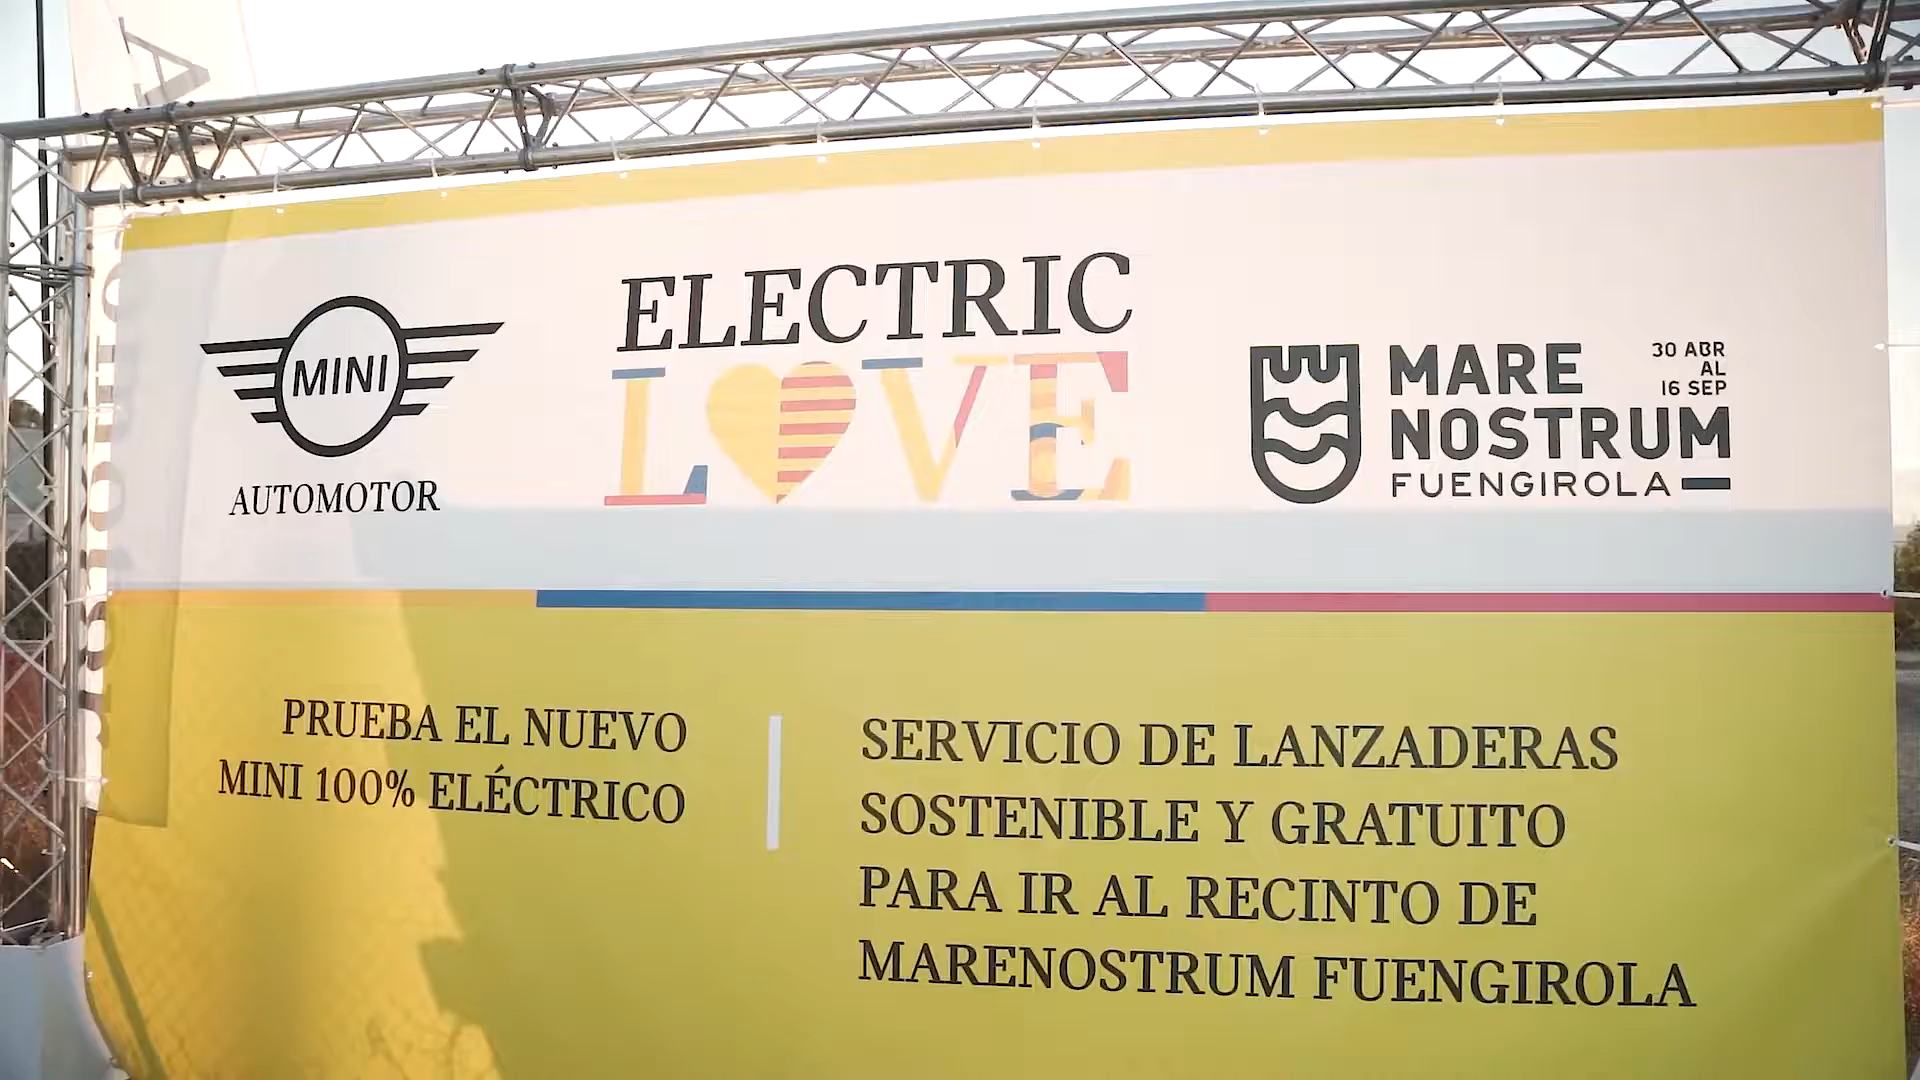 MINI
AUTOMOTOR
ELECTRIC
LOVE
MARE
NOSTRUM
FUENGIROLA
30 ABR
AL
16 SEP
PRUEBA EL NUEVO
MINI 100% ELÉCTRICO
SERVICIO DE LANZADERAS
SOSTENIBLE Y GRATUITO
PARA IR AL RECINTO DE
MARENOSTRUM FUENGIROLA